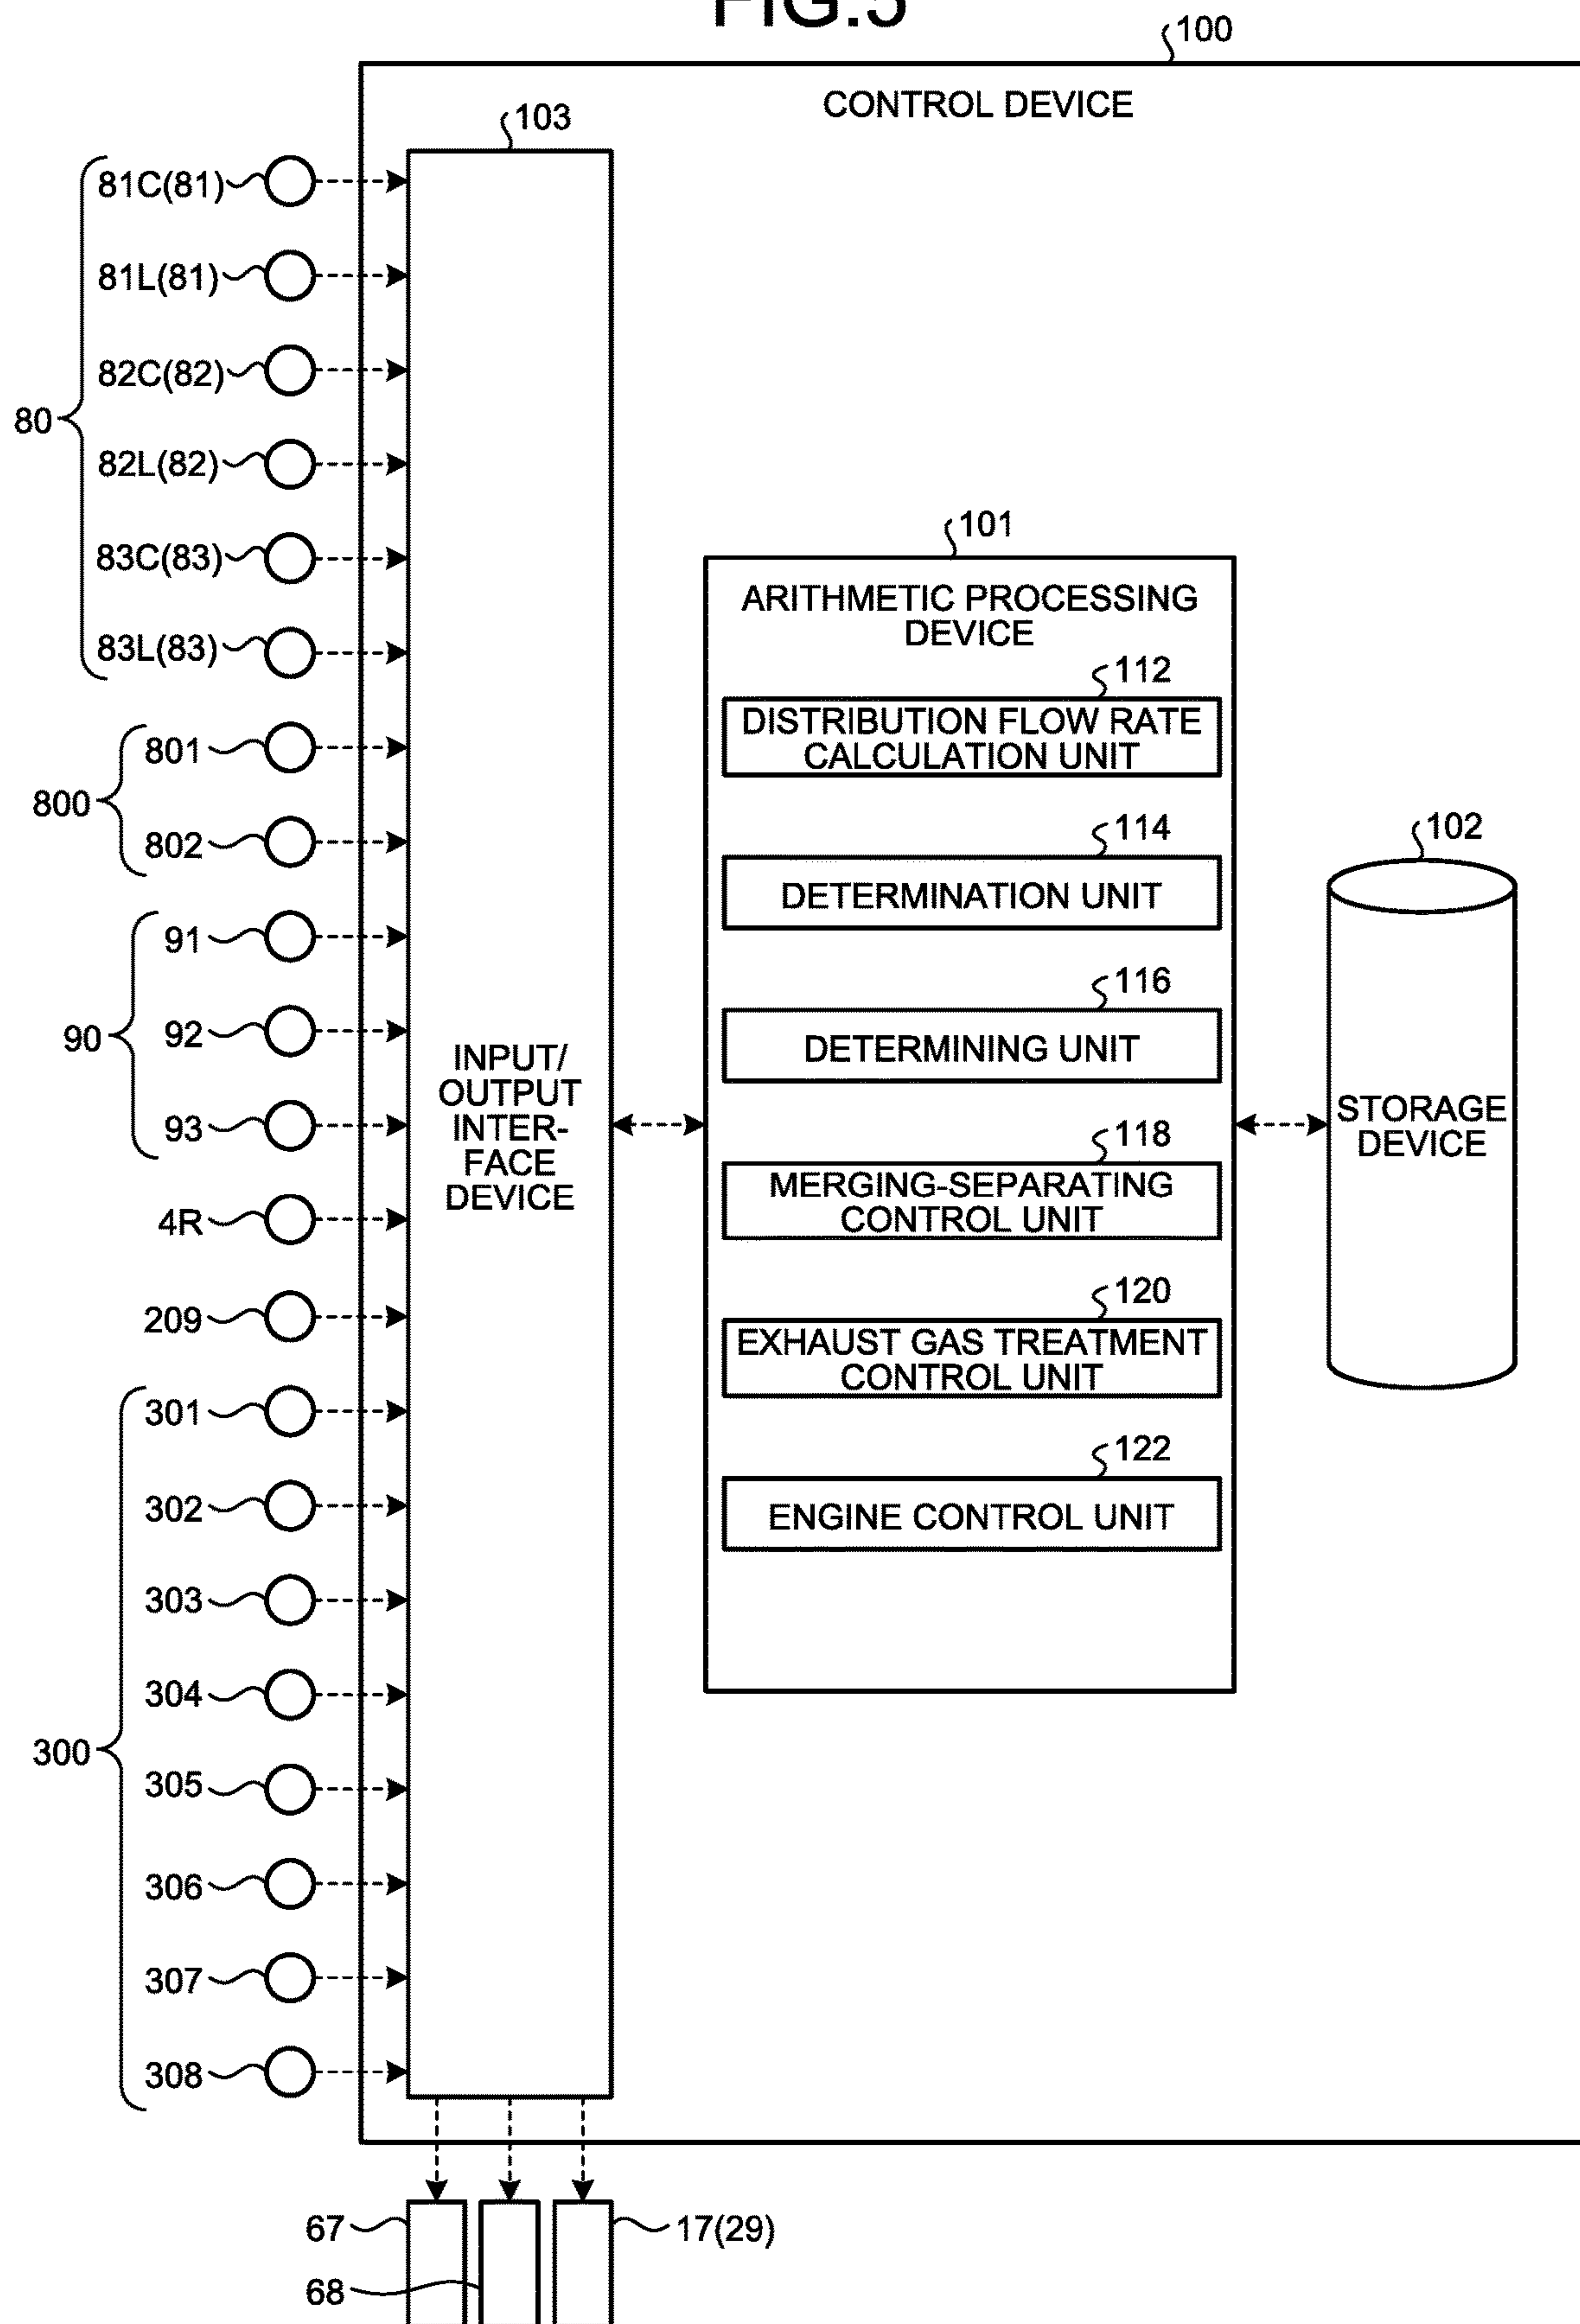 FIG.5
100
CONTROL DEVICE
103
81C(81)
81L(81)
82C(82)
82L(82)
83C(83)
83L(83)
80
801
802
800
91
92
93
90
4R
209
301
302
303
304
305
306
307
308
300
INPUT/
OUTPUT
INTER-
FACE
DEVICE
101
ARITHMETIC PROCESSING
DEVICE
112
DISTRIBUTION FLOW RATE
CALCULATION UNIT
114
DETERMINATION UNIT
116
DETERMINING UNIT
118
MERGING-SEPARATING
CONTROL UNIT
120
EXHAUST GAS TREATMENT
CONTROL UNIT
122
ENGINE CONTROL UNIT
102
STORAGE
DEVICE
67
68
17(29)